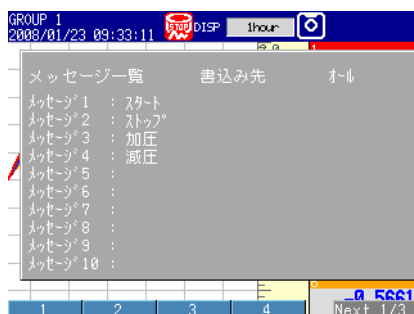 GROUP 1
2008/01/23 09:33:11 STOP DISP 1hour
メッセージ一覧 書込み先 ｵｰﾙ
ﾒｯｾｰｼﾞ1 : ｽﾀｰﾄ
ﾒｯｾｰｼﾞ2 : ｽﾄｯﾌﾟ
ﾒｯｾｰｼﾞ3 : 加圧
ﾒｯｾｰｼﾞ4 : 減圧
ﾒｯｾｰｼﾞ5 :
ﾒｯｾｰｼﾞ6 :
ﾒｯｾｰｼﾞ7 :
ﾒｯｾｰｼﾞ8 :
ﾒｯｾｰｼﾞ9 :
ﾒｯｾｰｼﾞ10 :
-0.5661
1 2 3 4 Next 1/3